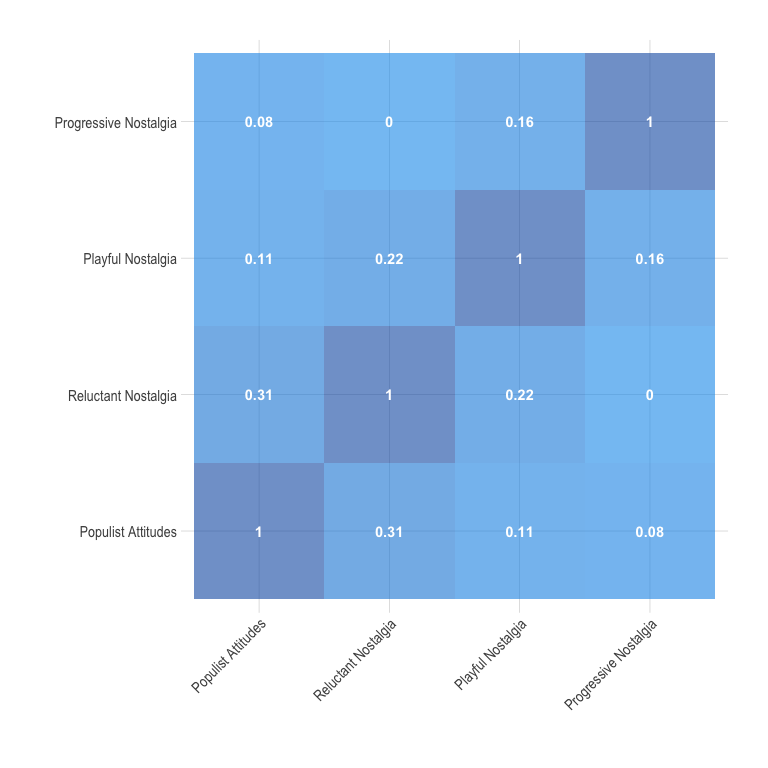 Progressive Nostalgia 0.08 0 0.16 1
Playful Nostalgia 0.11 0.22 1 0.16
Reluctant Nostalgia 0.31 1 0.22 0
Populist Attitudes 1 0.31 0.11 0.08
Populist Attitudes
Reluctant Nostalgia
Playful Nostalgia
Progressive Nostalgia